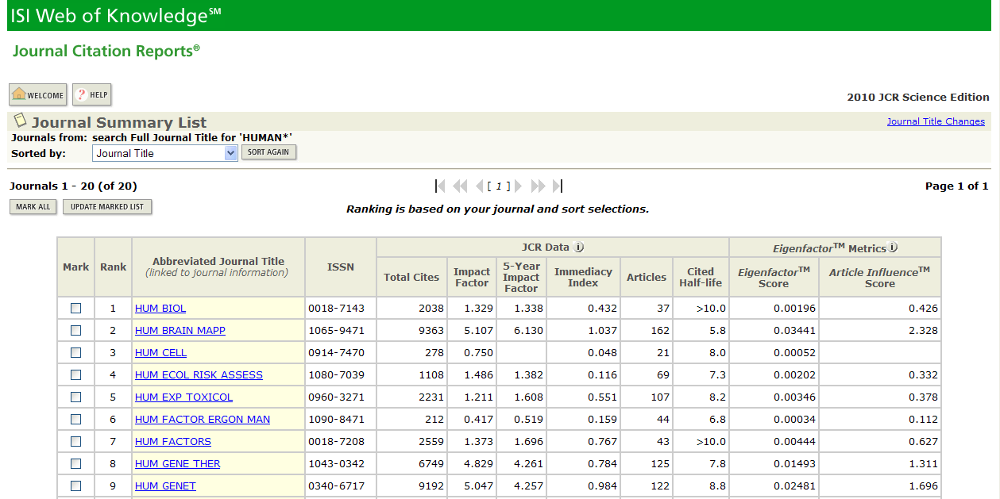 ISI Web of Knowledge℠
Journal Citation Reports®
WELCOME ? HELP
2010 JCR Science Edition
Journal Summary List Journal Title Changes
Journals from: search Full Journal Title for 'HUMAN*'
Sorted by: Journal Title SORT AGAIN
Journals 1 - 20 (of 20) [ 1 ] Page 1 of 1
MARK ALL UPDATE MARKED LIST
Ranking is based on your journal and sort selections.
Mark Rank Abbreviated Journal Title (linked to journal information) ISSN JCR Data i Eigenfactor™ Metrics i
Total Cites Impact Factor 5-Year Impact Factor Immediacy Index Articles Cited Half-life Eigenfactor™ Score Article Influence™ Score
1 HUM BIOL 0018-7143 2038 1.329 1.338 0.432 37 >10.0 0.00196 0.426
2 HUM BRAIN MAPP 1065-9471 9363 5.107 6.130 1.037 162 5.8 0.03441 2.328
3 HUM CELL 0914-7470 278 0.750 0.048 21 8.0 0.00052
4 HUM ECOL RISK ASSESS 1080-7039 1108 1.486 1.382 0.116 69 7.3 0.00202 0.332
5 HUM EXP TOXICOL 0960-3271 2231 1.211 1.608 0.551 107 8.2 0.00346 0.378
6 HUM FACTOR ERGON MAN 1090-8471 212 0.417 0.519 0.159 44 6.8 0.00034 0.112
7 HUM FACTORS 0018-7208 2559 1.373 1.696 0.767 43 >10.0 0.00444 0.627
8 HUM GENE THER 1043-0342 6749 4.829 4.261 0.784 125 7.8 0.01493 1.311
9 HUM GENET 0340-6717 9192 5.047 4.257 0.984 122 8.8 0.02481 1.696